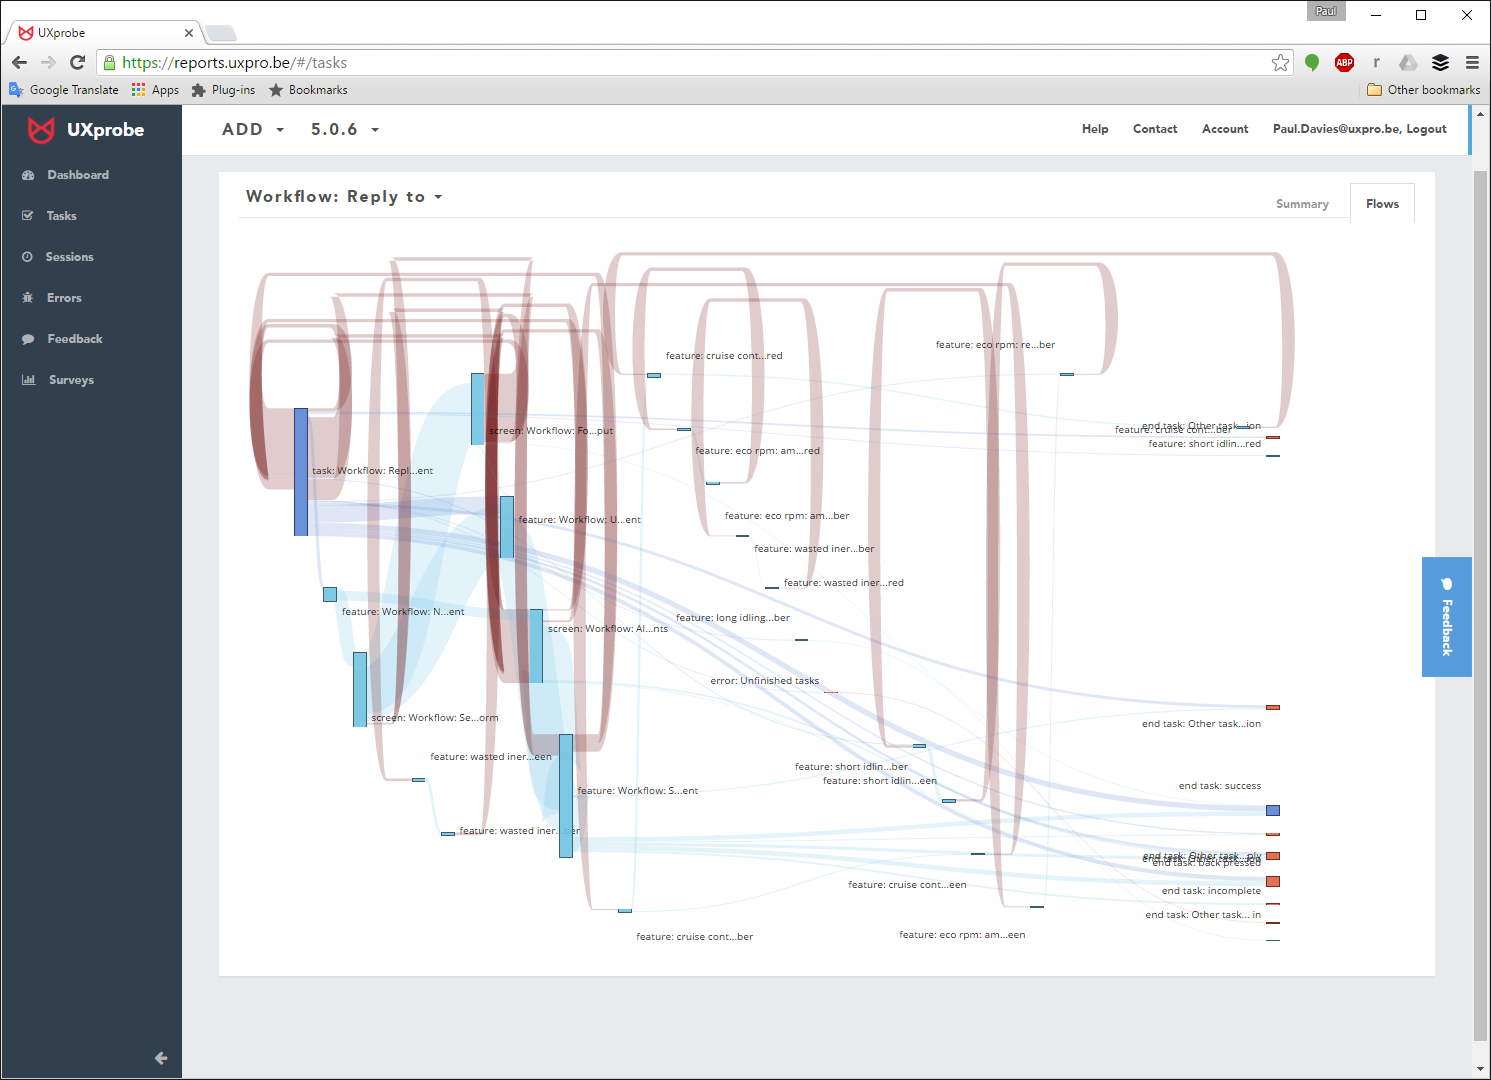 Paul
UXprobe
https://reports.uxpro.be/#/tasks
ABP
r
Google Translate
Apps
Plug-ins
Bookmarks
Other bookmarks
UXprobe
ADD
5.0.6
Help
Contact
Account
Paul.Davies@uxpro.be, Logout
Dashboard
Tasks
Sessions
Errors
Feedback
Surveys
Workflow: Reply to
Summary
Flows
feature: eco rpm: re...ber
feature: cruise cont...red
end task: Other task...ion
feature: cruise cont...ber
screen: Workflow: Fo...put
feature: short idlin...red
feature: eco rpm: am...red
task: Workflow: Repl...ent
feature: eco rpm: am...ber
feature: Workflow: U...ent
feature: wasted iner...ber
feature: wasted iner...red
feature: Workflow: N...ent
feature: long idling...ber
screen: Workflow: Al...nts
error: Unfinished tasks
screen: Workflow: Se...orm
end task: Other task...ion
feature: wasted iner...een
feature: short idlin...ber
feature: short idlin...een
end task: success
feature: Workflow: S...ent
feature: wasted iner...ber
end task: Other task...ply
end task: back pressed
feature: cruise cont...een
end task: incomplete
end task: Other task... in
feature: cruise cont...ber
feature: eco rpm: am...een
Feedback